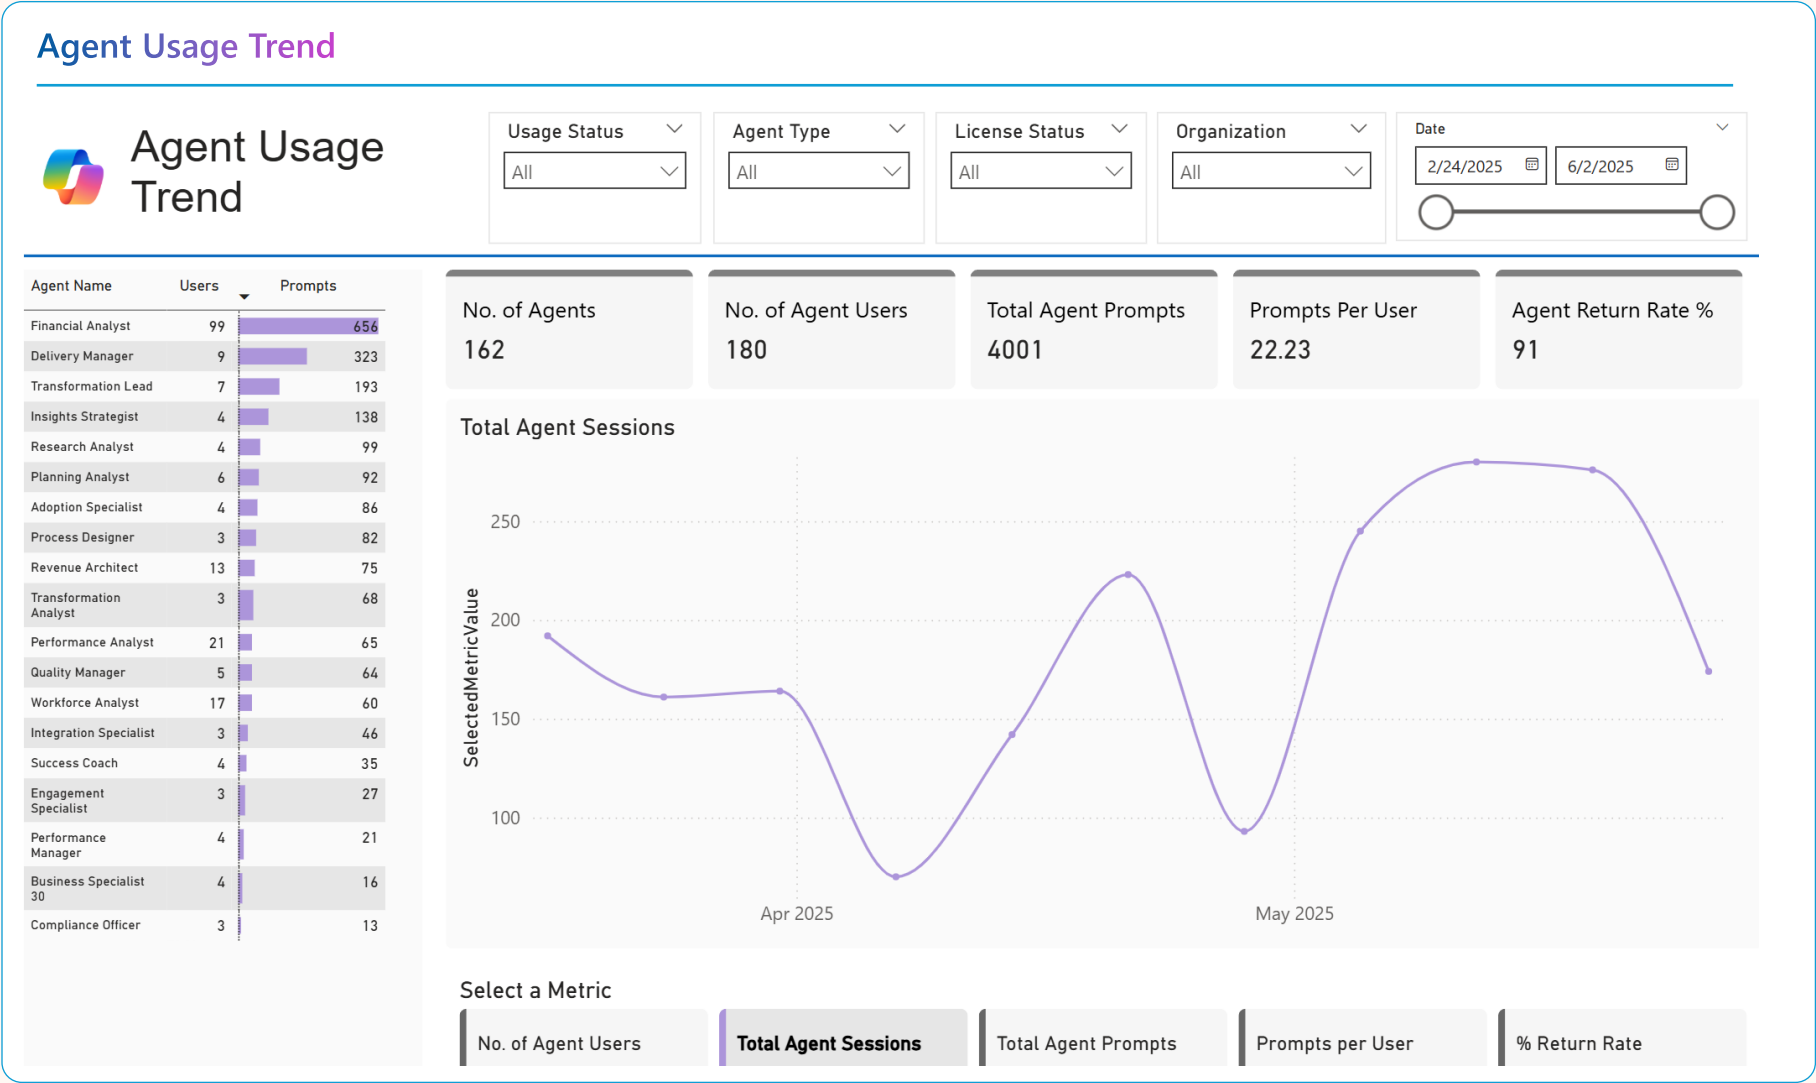 Agent Usage Trend
Agent Usage
Trend
Usage Status
All
Agent Type
All
License Status
All
Organization
All
Date
2/24/2025
6/2/2025
Agent Name Users Prompts
Financial Analyst 99 656
Delivery Manager 9 323
Transformation Lead 7 193
Insights Strategist 4 138
Research Analyst 4 99
Planning Analyst 6 92
Adoption Specialist 4 86
Process Designer 3 82
Revenue Architect 13 75
Transformation 3 68
Analyst
Performance Analyst 21 65
Quality Manager 5 64
Workforce Analyst 17 60
Integration Specialist 3 46
Success Coach 4 35
Engagement 3 27
Specialist
Performance 4 21
Manager
Business Specialist 4 16
30
Compliance Officer 3 13
No. of Agents
162
No. of Agent Users
180
Total Agent Prompts
4001
Prompts Per User
22.23
Agent Return Rate %
91
Total Agent Sessions
SelectedMetricValue
250
200
150
100
Apr 2025
May 2025
Select a Metric
No. of Agent Users
Total Agent Sessions
Total Agent Prompts
Prompts per User
% Return Rate